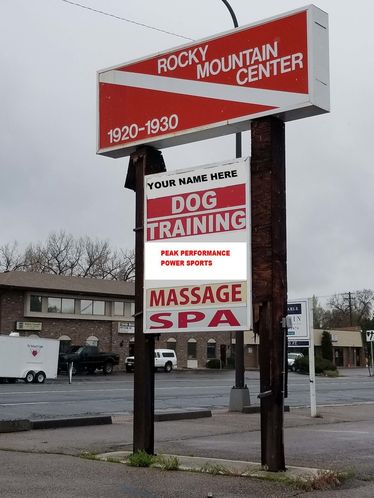 ROCKY
MOUNTAIN
CENTER
1920-1930
YOUR NAME HERE
DOG
TRAINING
PEAK PERFORMANCE
POWER SPORTS
MASSAGE
SPA